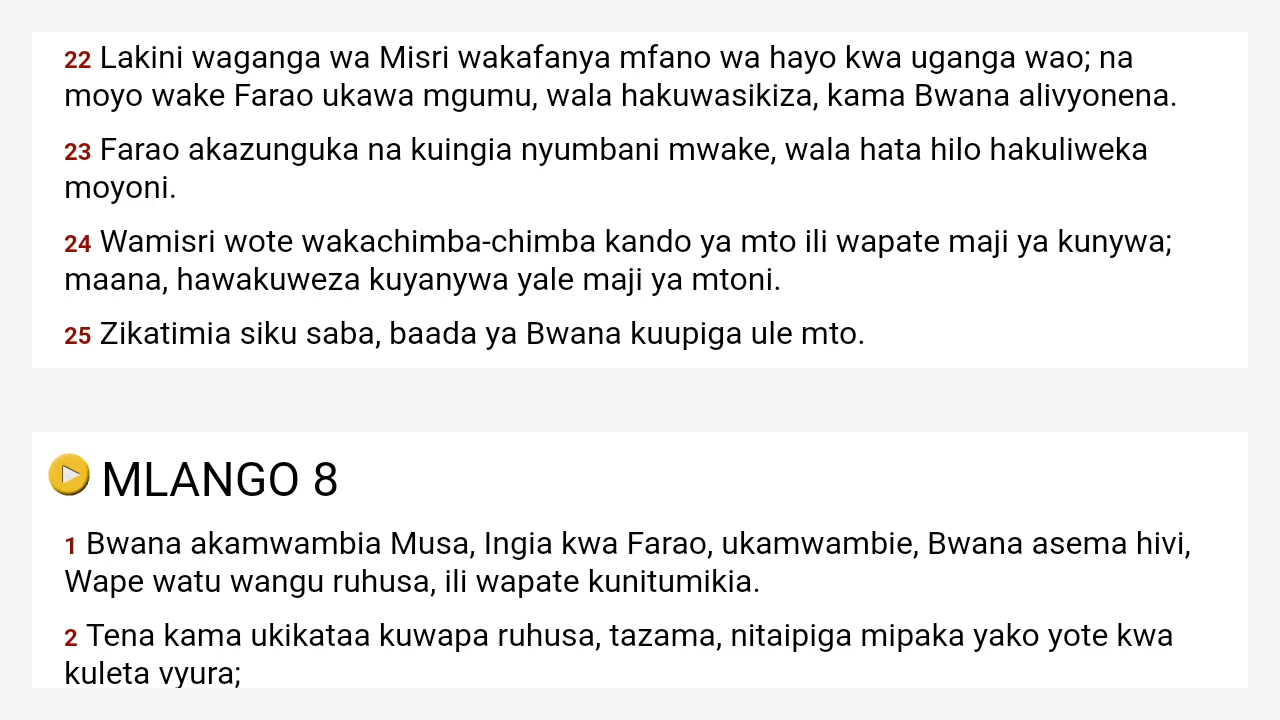 22 Lakini waganga wa Misri wakafanya mfano wa hayo kwa uganga wao; na
moyo wake Farao ukawa mgumu, wala hakuwasikiza, kama Bwana alivyonena.
23 Farao akazunguka na kuingia nyumbani mwake, wala hata hilo hakuliweka
moyoni.
24 Wamisri wote wakachimba-chimba kando ya mto ili wapate maji ya kunywa;
maana, hawakuweza kuyanywa yale maji ya mtoni.
25 Zikatimia siku saba, baada ya Bwana kuupiga ule mto.
MLANGO 8
1 Bwana akamwambia Musa, Ingia kwa Farao, ukamwambie, Bwana asema hivi,
Wape watu wangu ruhusa, ili wapate kunitumikia.
2 Tena kama ukikataa kuwapa ruhusa, tazama, nitaipiga mipaka yako yote kwa
kuleta vyura;